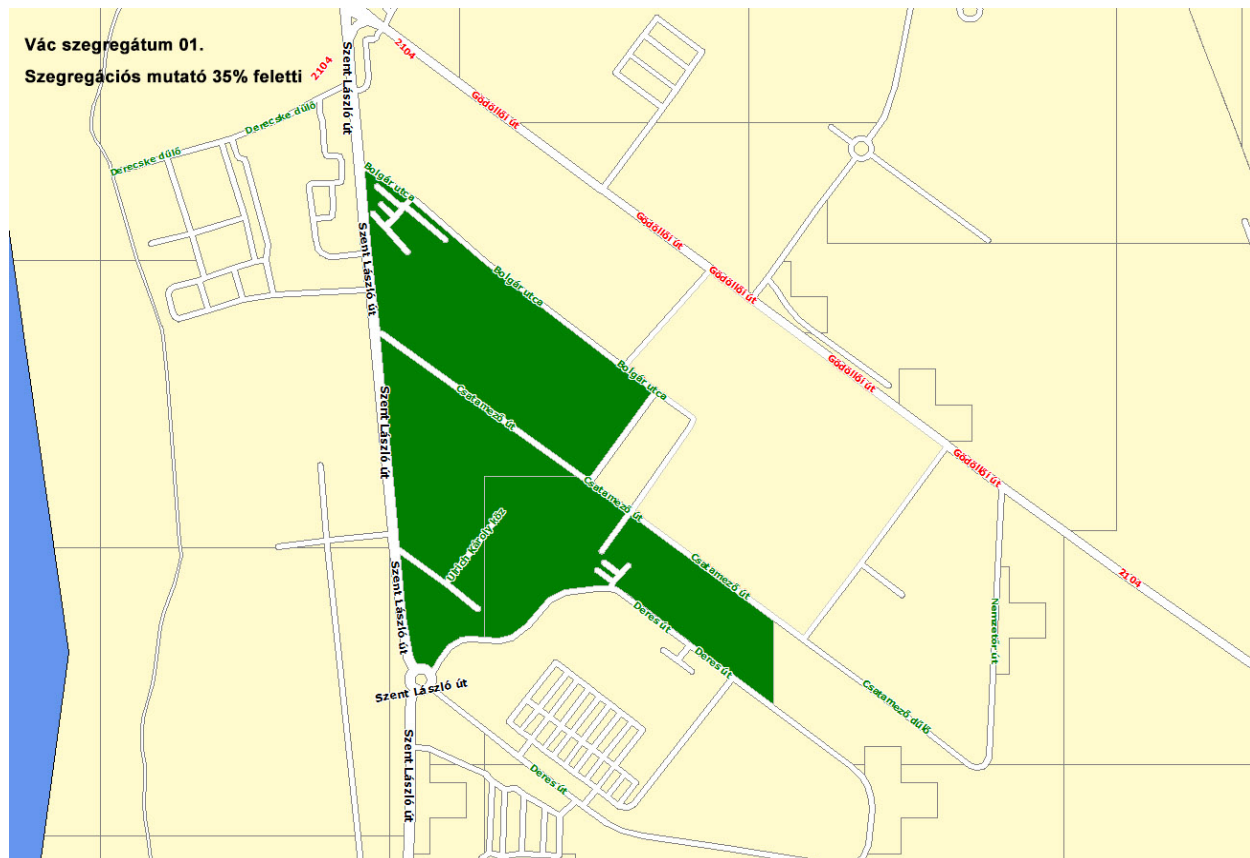 Vác szegregátum 01.
Szegregációs mutató 35% feletti
2104
2104
Szent László út
Gödöllői út
Derecske dűlő
Derecske dűlő
Bolgár utca
Gödöllői út
Szent László út
Bolgár utca
Gödöllői út
Gödöllői út
Bolgár utca
Szent László út
Csatamező út
Gödöllői út
Csatamező út
Ulrich Károly köz
Csatamező út
2104
Szent László út
Deres út
Deres út
Nemzetőr út
Szent László út
Csatamező dűlő
Szent László út
Deres út